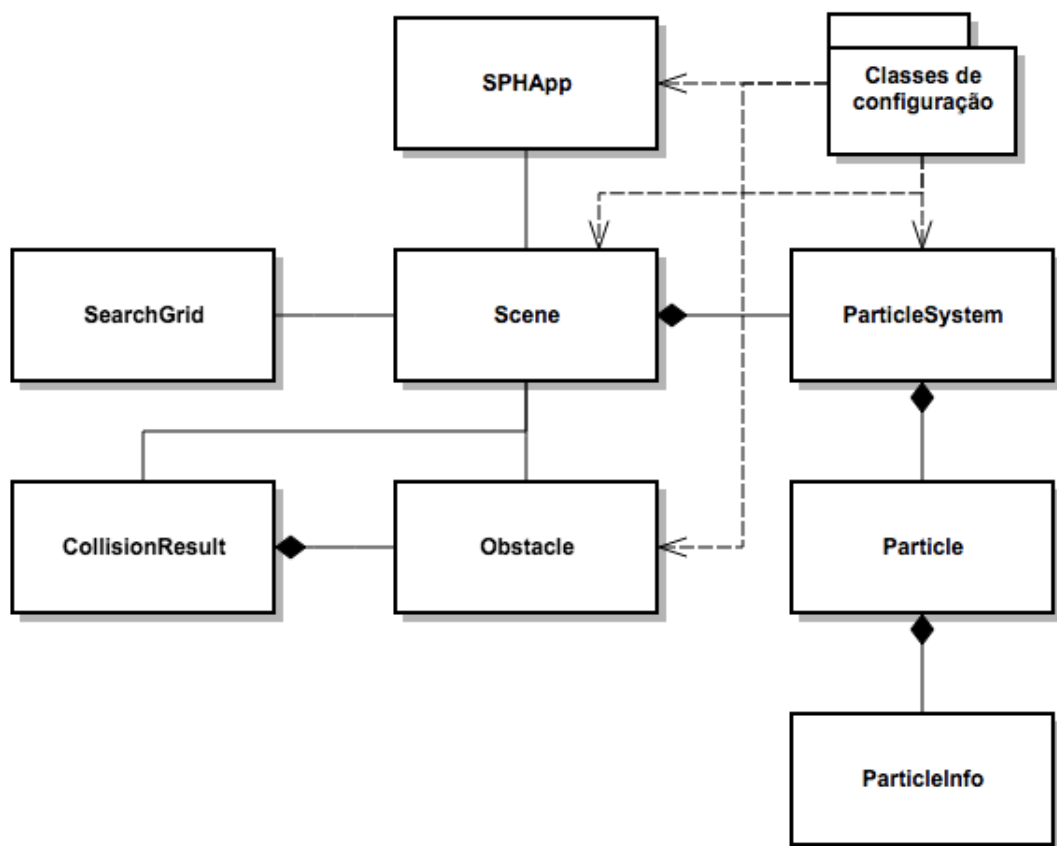 SPHApp
Classes de
configuração
SearchGrid
Scene
ParticleSystem
CollisionResult
Obstacle
Particle
ParticleInfo